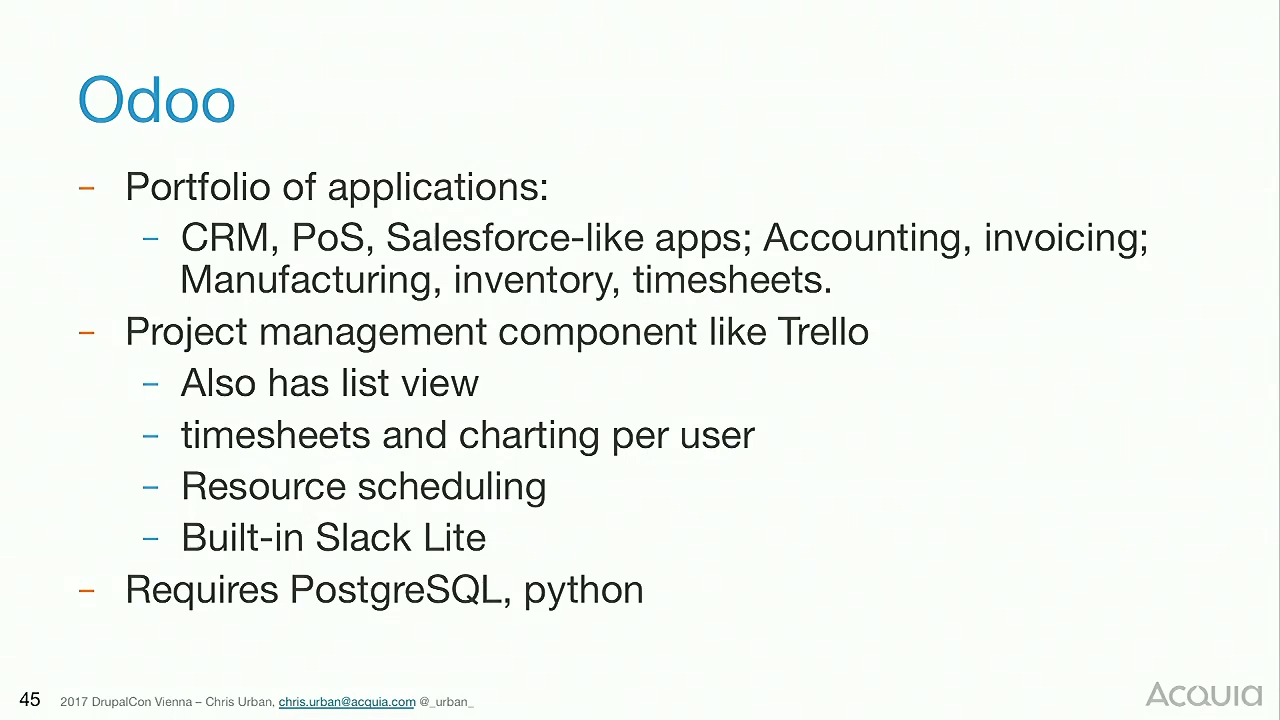 Odoo
– Portfolio of applications:
– CRM, PoS, Salesforce-like apps; Accounting, invoicing;
Manufacturing, inventory, timesheets.
– Project management component like Trello
– Also has list view
– timesheets and charting per user
– Resource scheduling
– Built-in Slack Lite
– Requires PostgreSQL, python
45 2017 DrupalCon Vienna – Chris Urban, chris.urban@acquia.com @_urban_
Acquia